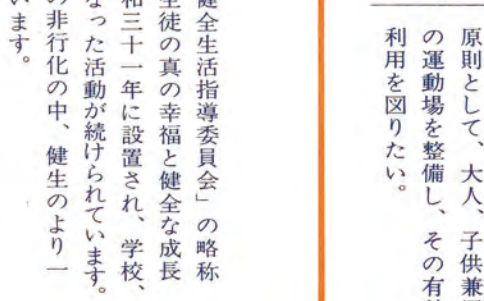 原則として、大人、子供兼
の運動場を整備し、その有
利用を図りたい。
健全生活指導委員会」の略称
生徒の真の幸福と健全な成長
和三十一年に設置され、学校、
なった活動が続けられています。
の非行化の中、健生のより一
います。